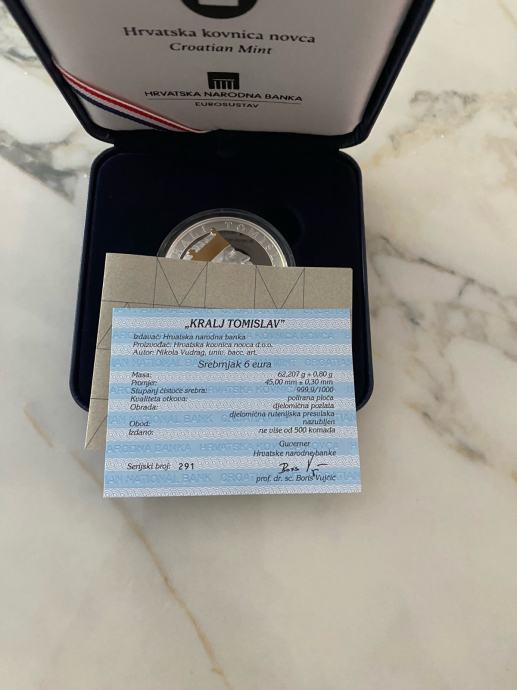 Hrvatska kovnica novca
Croatian Mint
HRVATSKA NARODNA BANKA
EUROSUSTAV
„KRALJ TOMISLAV”
Izdavač: Hrvatska narodna banka
Proizvođač: Hrvatska kovnica novca d.o.o.
Autor: Nikola Vudrag, univ. bacc. art.
Srebrnjak 6 eura
Masa: 62,207 g ± 0,80 g
Promjer: 45,00 mm ± 0,30 mm
Stupanj čistoće srebra: 999,9/1000
Kvaliteta otkova: polirana ploča
Obrada: djelomična pozlata
djelomična rutenijska presvlaka
Obod: nazubljen
Izdano: ne više od 500 komada
Guverner
Hrvatske narodne banke
Serijski broj: 291
prof. dr. sc. Boris Vujčić